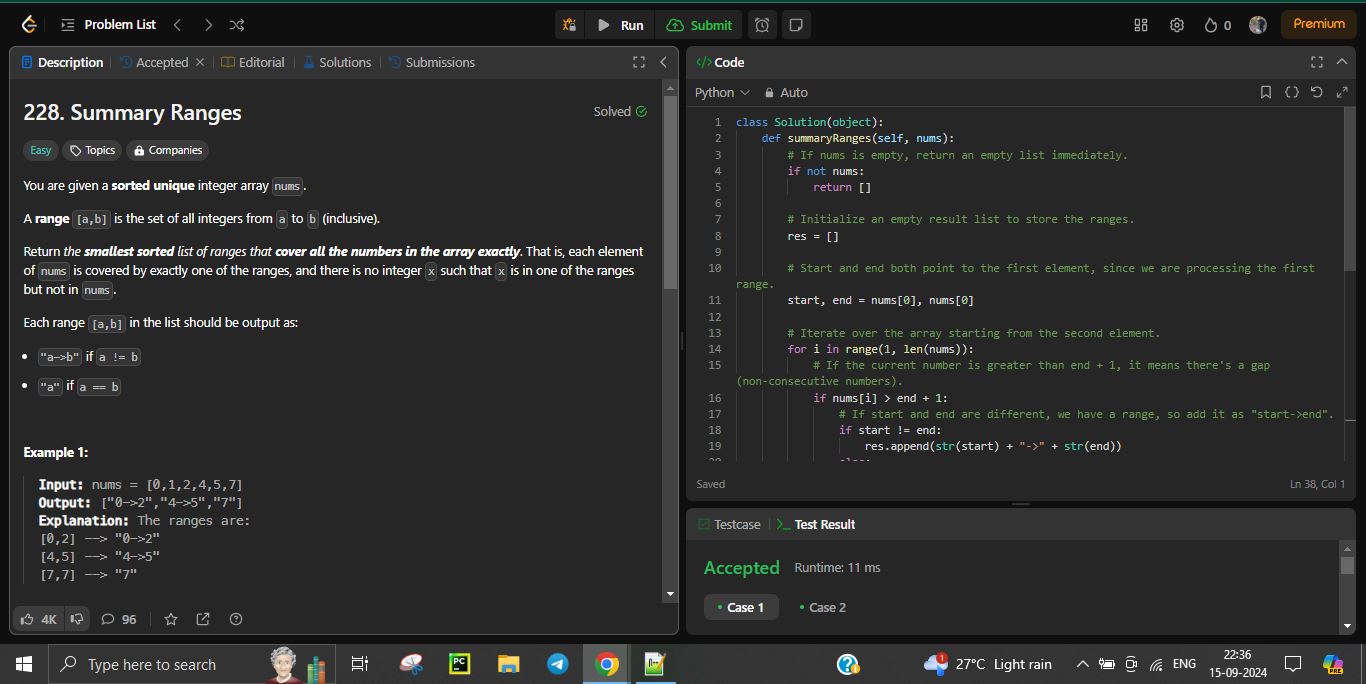 Problem List
Run
Submit
0
Premium
Description
Accepted
Editorial
Solutions
Submissions
228. Summary Ranges
Solved
Easy
Topics
Companies
You are given a sorted unique integer array nums.
A range [a,b] is the set of all integers from a to b (inclusive).
Return the smallest sorted list of ranges that cover all the numbers in the array exactly. That is, each element
of nums is covered by exactly one of the ranges, and there is no integer x such that x is in one of the ranges
but not in nums.
Each range [a,b] in the list should be output as:
• "a->b" if a != b
• "a" if a == b
Example 1:
Input: nums = [0,1,2,4,5,7]
Output: ["0->2","4->5","7"]
Explanation: The ranges are:
[0,2] --> "0->2"
[4,5] --> "4->5"
[7,7] --> "7"
4K
96
</> Code
Python
Auto
1 class Solution(object):
2 def summaryRanges(self, nums):
3 # If nums is empty, return an empty list immediately.
4 if not nums:
5 return []
6
7 # Initialize an empty result list to store the ranges.
8 res = []
9
10 # Start and end both point to the first element, since we are processing the first
range.
11 start, end = nums[0], nums[0]
12
13 # Iterate over the array starting from the second element.
14 for i in range(1, len(nums)):
15 # If the current number is greater than end + 1, it means there's a gap
(non-consecutive numbers).
16 if nums[i] > end + 1:
17 # If start and end are different, we have a range, so add it as "start->end".
18 if start != end:
19 res.append(str(start) + "->" + str(end))
20 else:
Saved
Ln 38, Col 1
Testcase
>_ Test Result
Accepted
Runtime: 11 ms
• Case 1
• Case 2
Type here to search
PC
1
27°C Light rain
ENG
22:36
15-09-2024
PRE